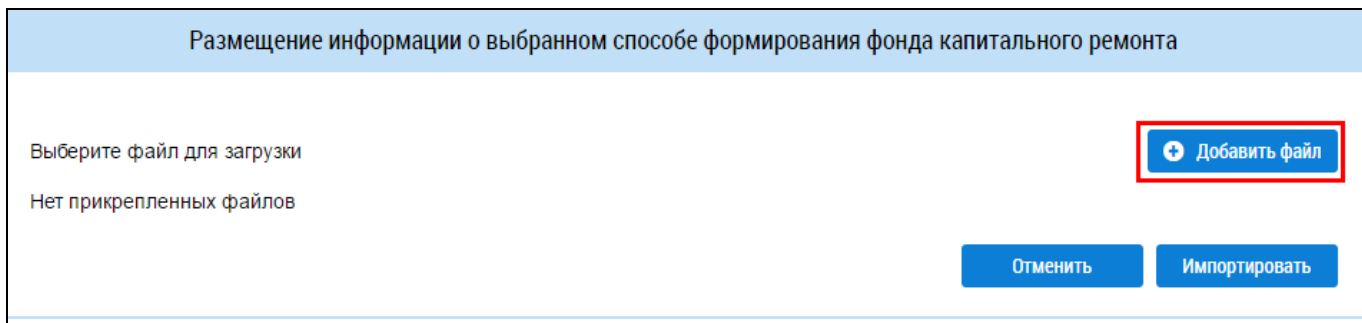 Размещение информации о выбранном способе формирования фонда капитального ремонта
Выберите файл для загрузки
Добавить файл
Нет прикрепленных файлов
Отменить
Импортировать